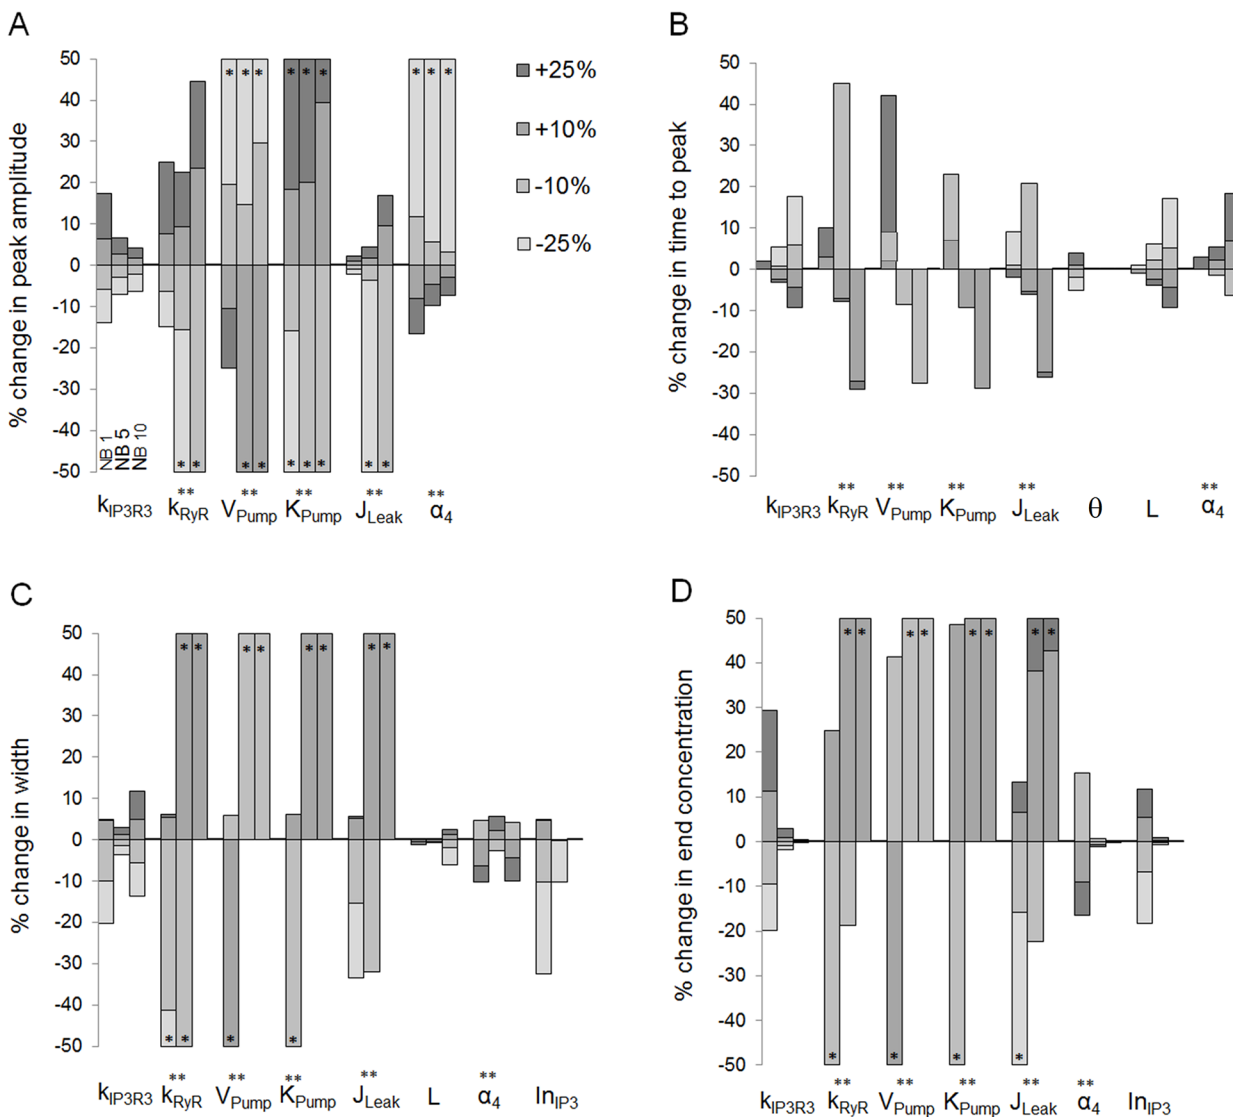 A
% change in peak amplitude
50
40
30
20
10
0
-10
-20
-30
-40
-50
* * * * * * * * *
+25%
+10%
-10%
-25%
NB 1
NB 5
NB 10
* * * * * * * * *
** ** ** ** **
kIP3R3 kRyR VPump KPump JLeak α4
B
% change in time to peak
50
40
30
20
10
0
-10
-20
-30
-40
-50
** ** ** ** **
kIP3R3 kRyR VPump KPump JLeak θ L α4
C
% change in width
50
40
30
20
10
0
-10
-20
-30
-40
-50
* * * * * * * *
* * * *
** ** ** ** **
kIP3R3 kRyR VPump KPump JLeak L α4 InIP3
D
% change in end concentration
50
40
30
20
10
0
-10
-20
-30
-40
-50
* * * * * * * *
* * * *
** ** ** ** **
kIP3R3 kRyR VPump KPump JLeak α4 InIP3